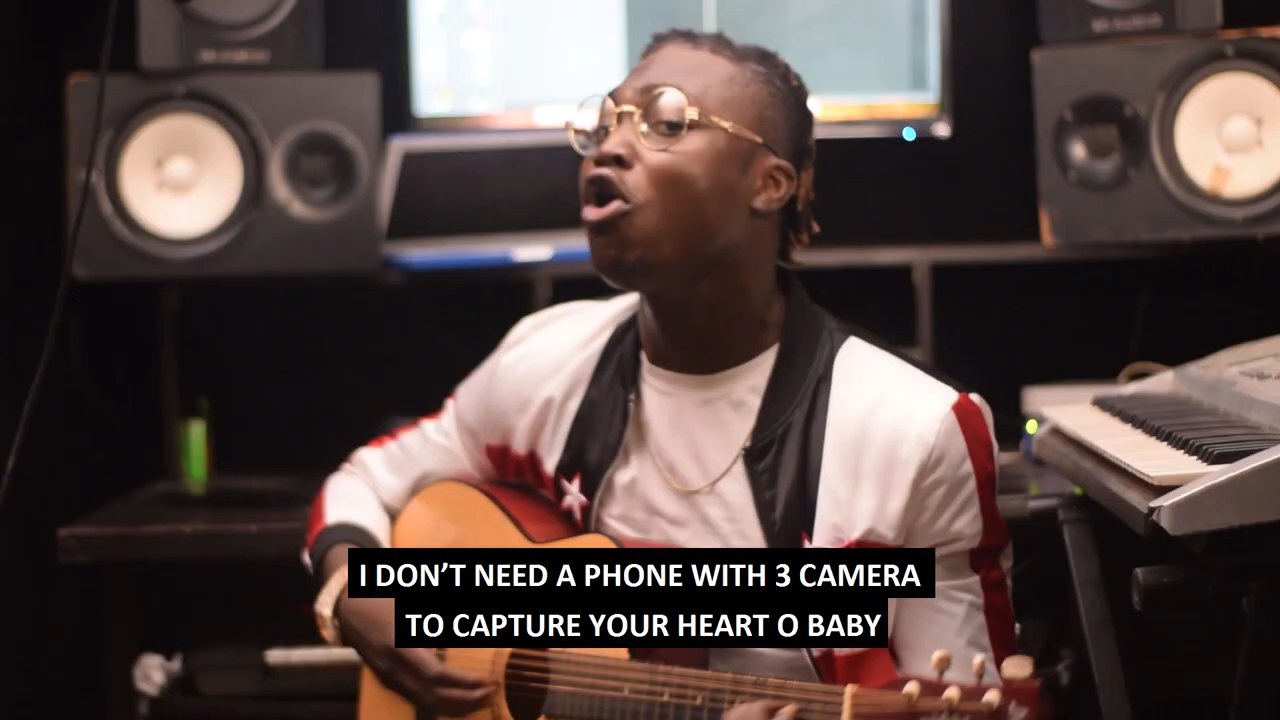 I DON’T NEED A PHONE WITH 3 CAMERA
TO CAPTURE YOUR HEART O BABY